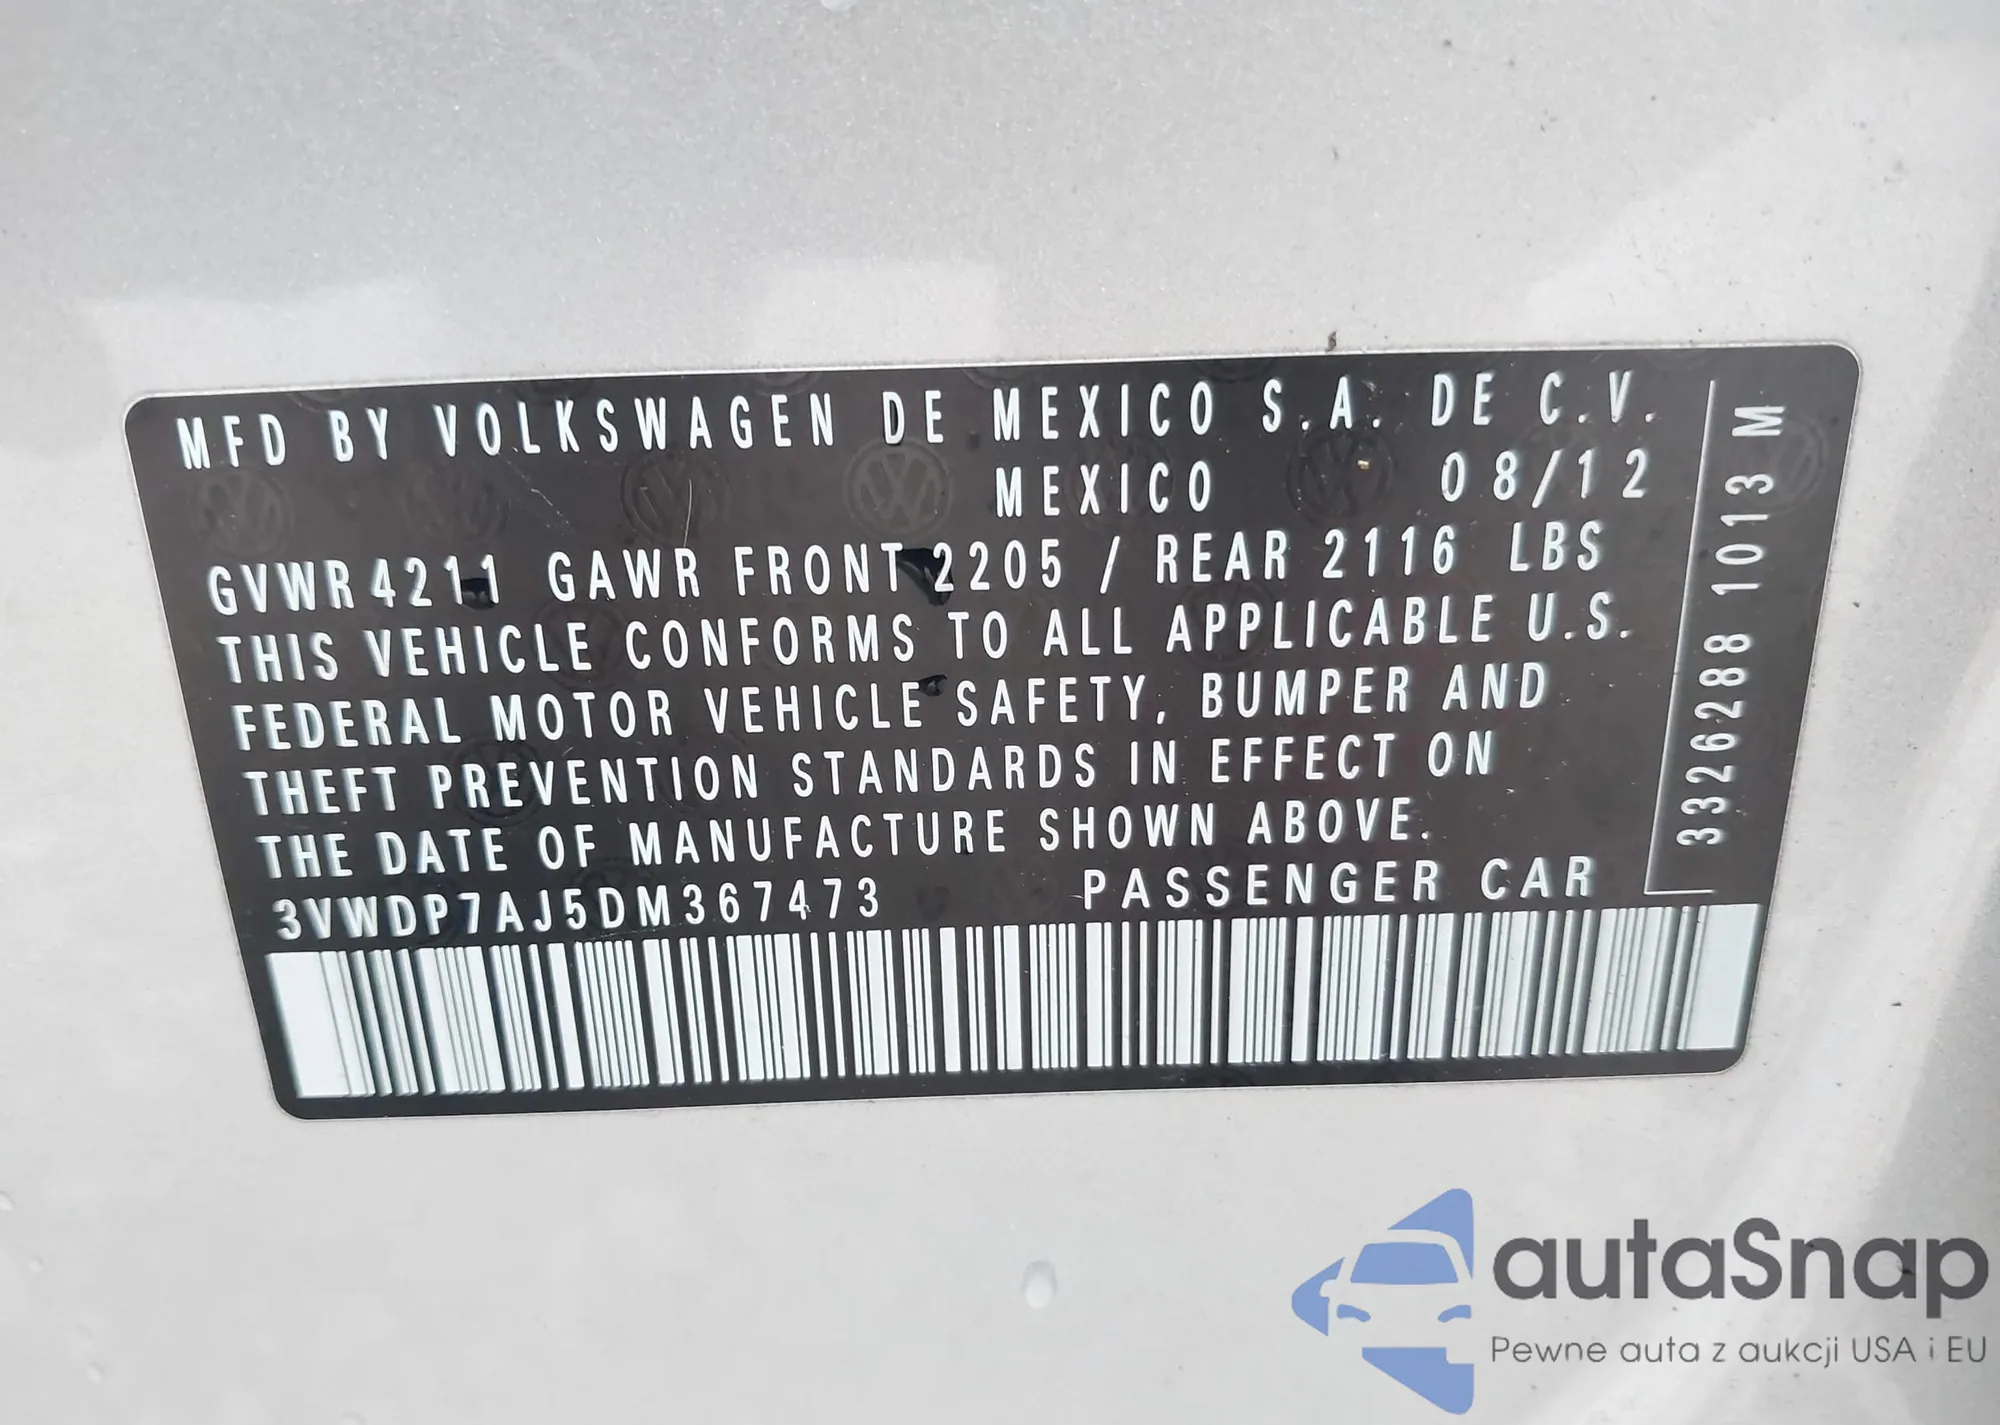 MFD BY VOLKSWAGEN DE MEXICO S.A. DE C.V.
MEXICO 08/12
GVWR 4211 GAWR FRONT 2205 / REAR 2116 LBS
THIS VEHICLE CONFORMS TO ALL APPLICABLE U.S.
FEDERAL MOTOR VEHICLE SAFETY, BUMPER AND
THEFT PREVENTION STANDARDS IN EFFECT ON
THE DATE OF MANUFACTURE SHOWN ABOVE.
3VWDP7AJ5DM367473 PASSENGER CAR
3326288 1013 M
autaSnap
Pewne auta z aukcji USA i EU